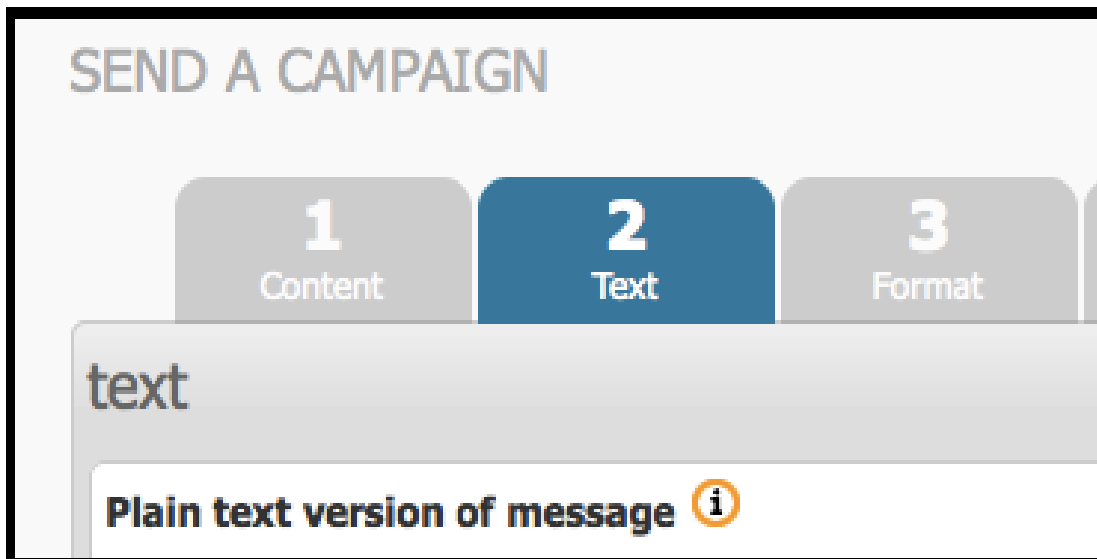 SEND A CAMPAIGN
1 2 3
Content Text Format
text
Plain text version of message i